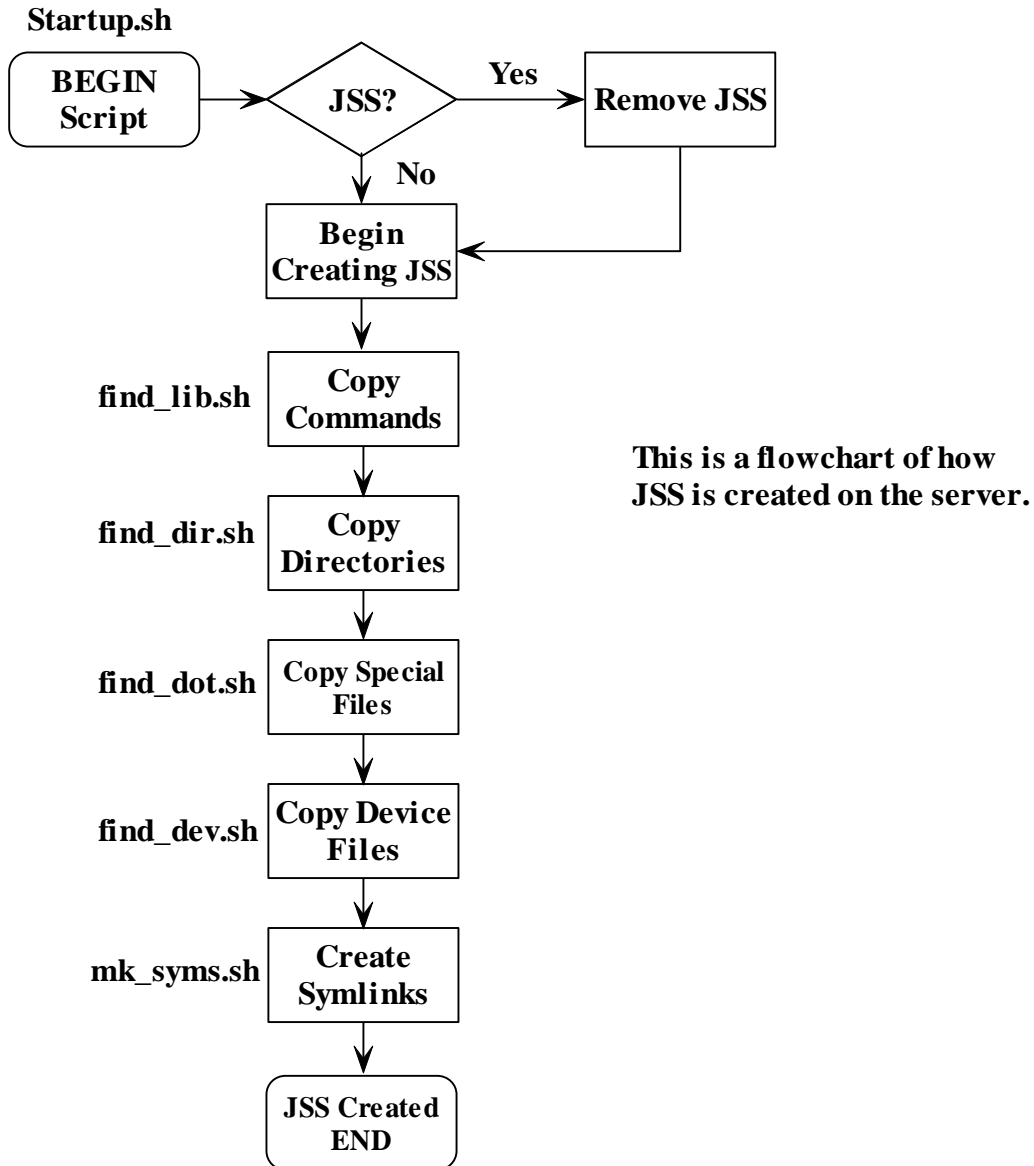 Startup.sh
BEGIN
Script
JSS?
Yes
Remove JSS
No
Begin
Creating JSS
find_lib.sh
Copy
Commands
This is a flowchart of how
JSS is created on the server.
find_dir.sh
Copy
Directories
find_dot.sh
Copy Special
Files
find_dev.sh
Copy Device
Files
mk_syms.sh
Create
Symlinks
JSS Created
END